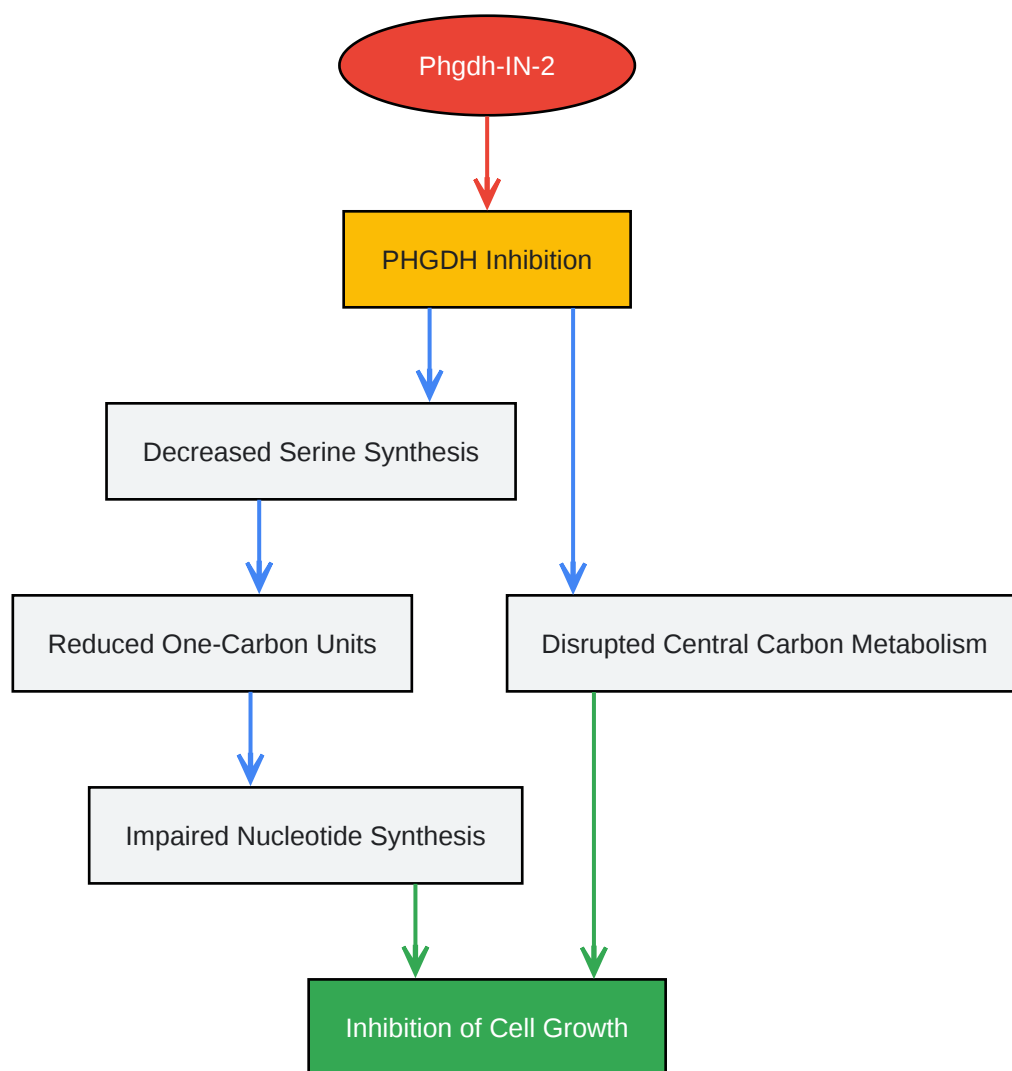 Phgdh-IN-2
PHGDH Inhibition
Decreased Serine Synthesis
Reduced One-Carbon Units
Disrupted Central Carbon Metabolism
Impaired Nucleotide Synthesis
Inhibition of Cell Growth